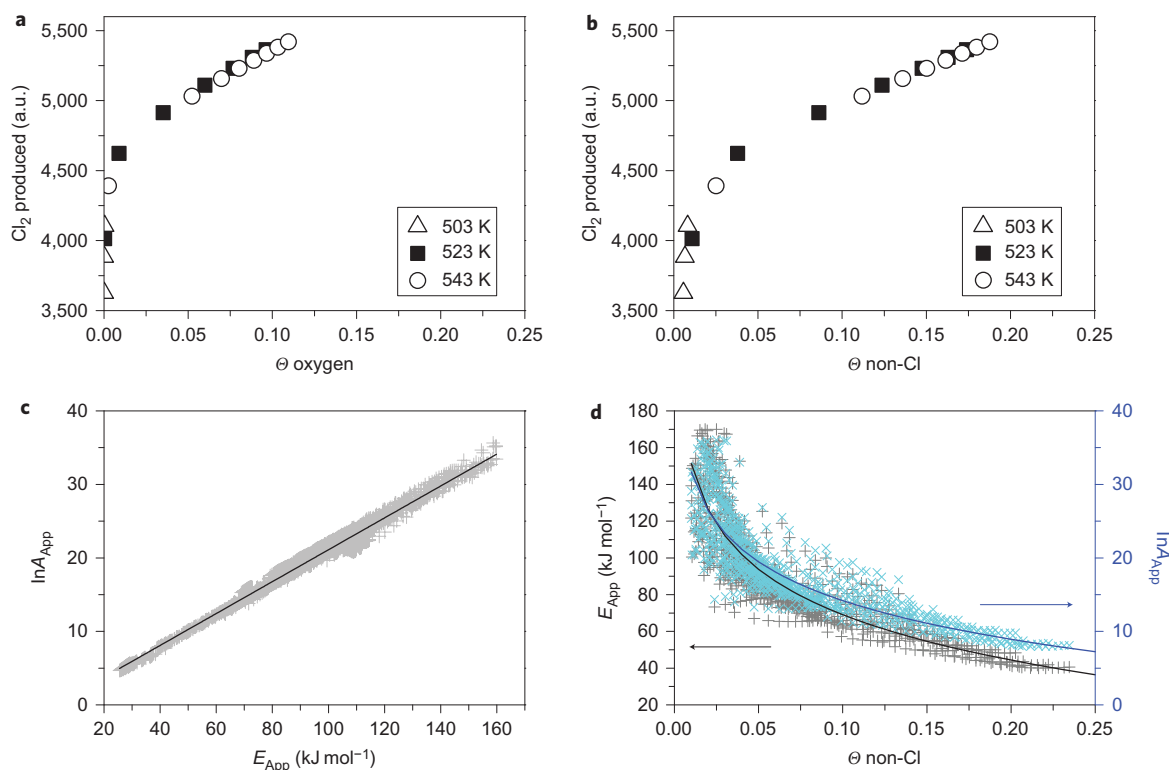 a
5,500
5,000
4,500
4,000
3,500
Cl₂ produced (a.u.)
503 K
523 K
543 K
0.00 0.05 0.10 0.15 0.20 0.25
Θ oxygen
b
5,500
5,000
4,500
4,000
3,500
Cl₂ produced (a.u.)
503 K
523 K
543 K
0.00 0.05 0.10 0.15 0.20 0.25
Θ non-Cl
c
40
30
20
10
0
lnA_App
20 40 60 80 100 120 140 160
E_App (kJ mol⁻¹)
d
180
160
140
120
100
80
60
40
20
E_App (kJ mol⁻¹)
40
30
20
10
0
lnA_App
0.00 0.05 0.10 0.15 0.20 0.25
Θ non-Cl